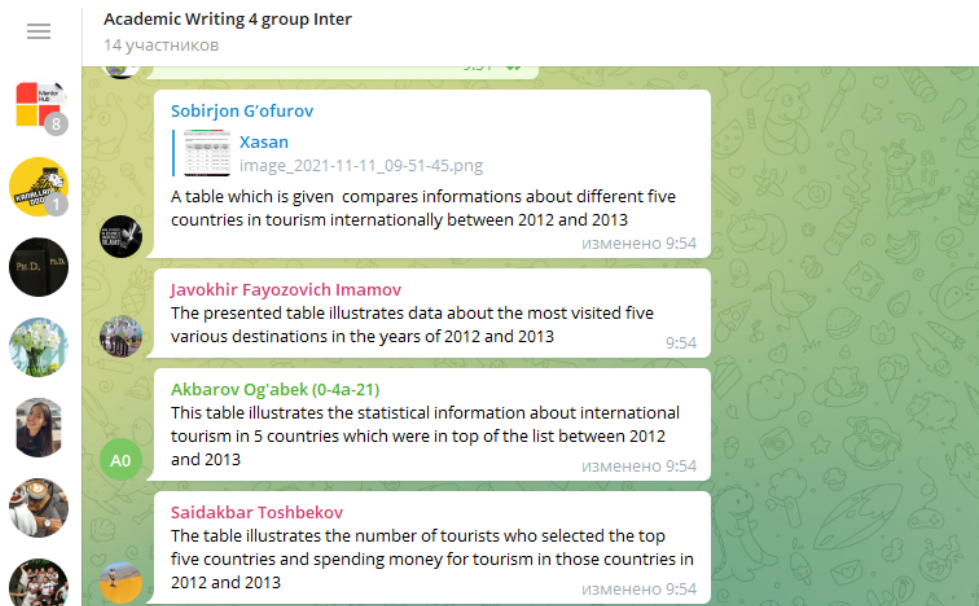 Academic Writing 4 group Inter
14 участников
9:51
Mentor
Hub
8
1
PH.D.
Ph.D.
Sobirjon G’ofurov
Xasan
image_2021-11-11_09-51-45.png
A table which is given  compares informations about different five
countries in tourism internationally between 2012 and 2013
изменено 9:54
Javokhir Fayozovich Imamov
The presented table illustrates data about the most visited five
various destinations in the years of 2012 and 2013
9:54
Akbarov Og'abek (0-4a-21)
This table illustrates the statistical information about international
tourism in 5 countries which were in top of the list between 2012
and 2013
изменено 9:54
A0
Saidakbar Toshbekov
The table illustrates the number of tourists who selected the top
five countries and spending money for tourism in those countries in
2012 and 2013
изменено 9:54